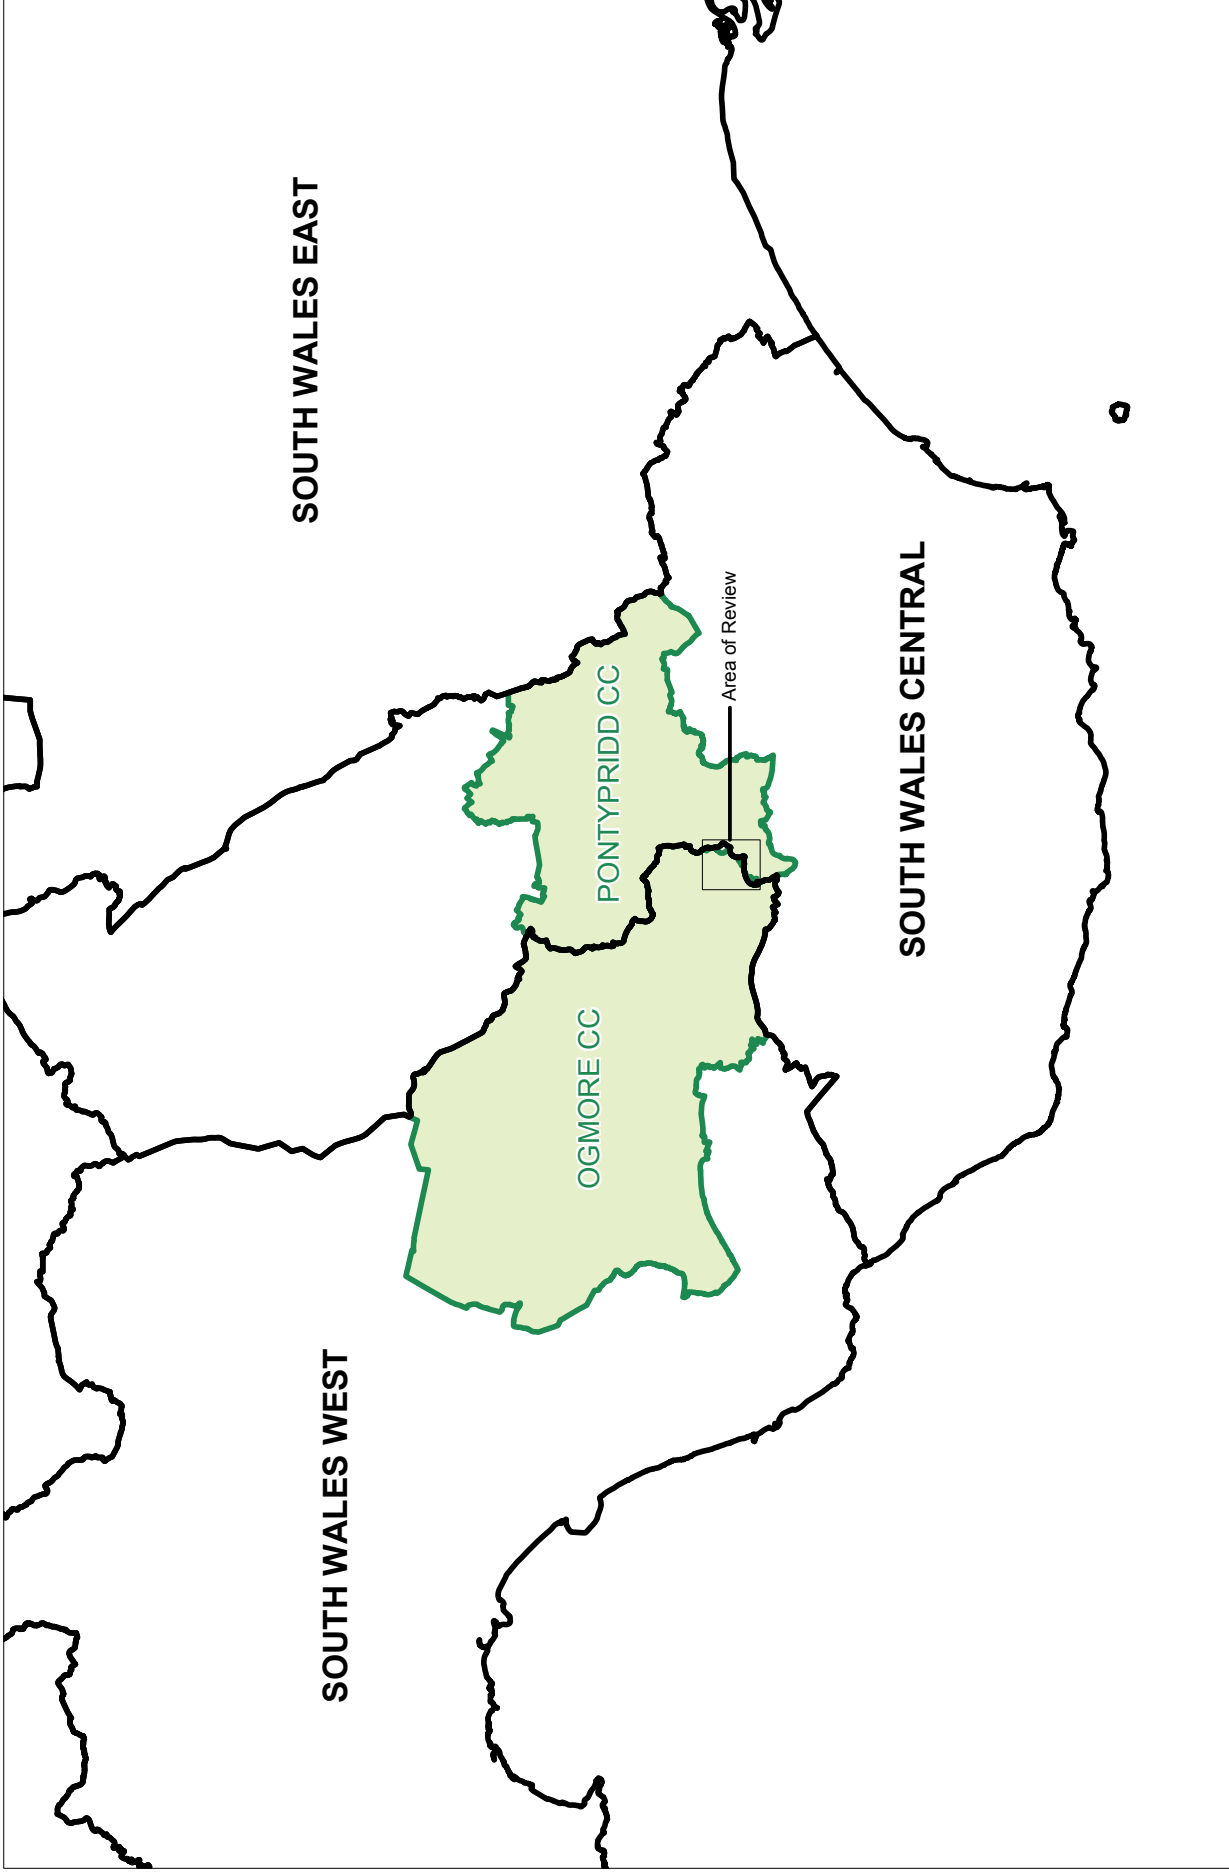 SOUTH WALES EAST
SOUTH WALES WEST
OGMORE CC
PONTYPRIDD CC
Area of Review
SOUTH WALES CENTRAL